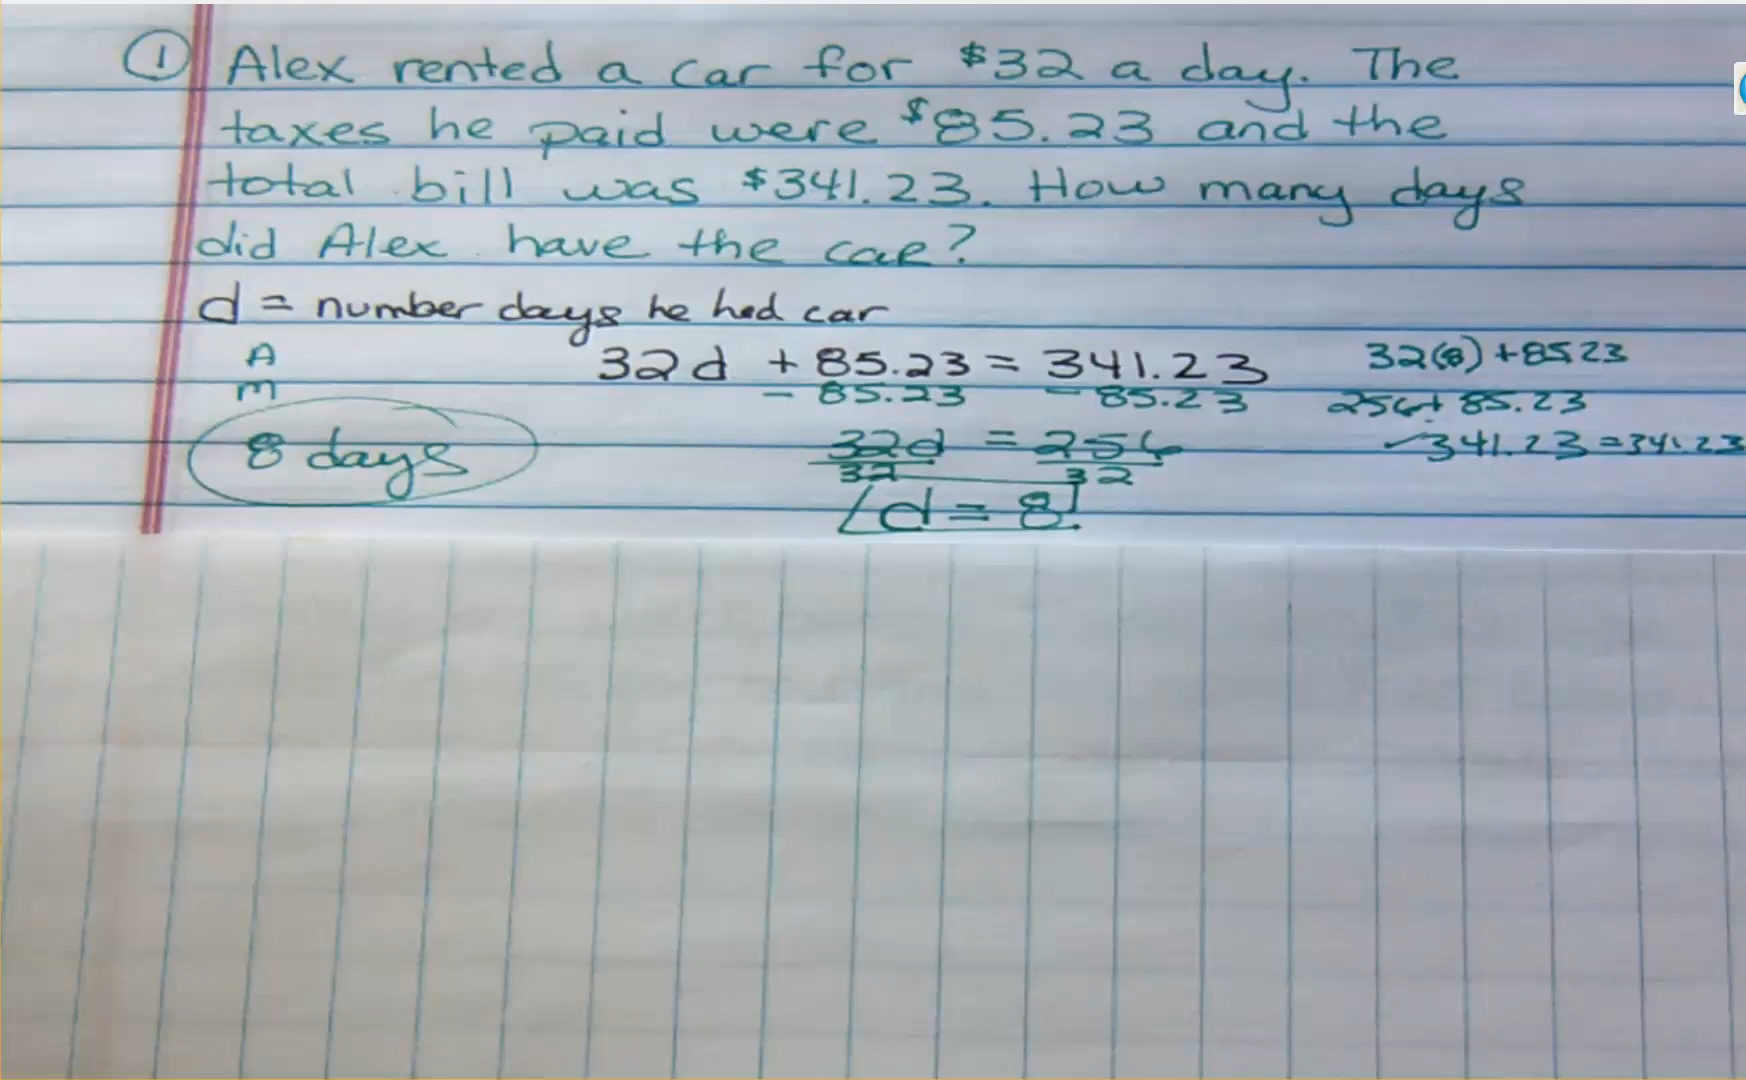 ① Alex rented a car for $32 a day. The
taxes he paid were $85.23 and the
total bill was $341.23. How many days
did Alex have the car?
d = number days he had car
A
m
32d + 85.23 = 341.23
- 85.23 - 85.23
32d = 256
32 32
d = 8
8 days
32(8) + 85.23
256 + 85.23
✓341.23 = 341.23